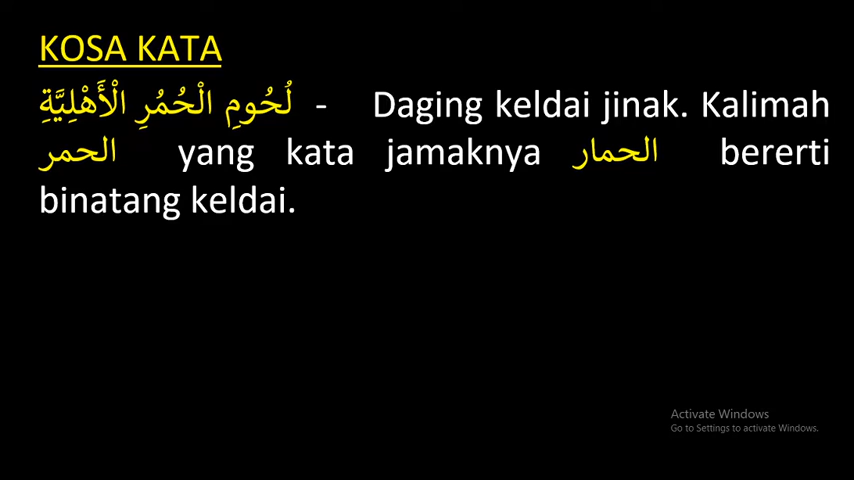 KOSA KATA
لُحُومِ الْحُمُرِ الْأَهْلِيَّةِ - Daging keldai jinak. Kalimah
الحمر yang kata jamaknya الحمار bererti
binatang keldai.
Activate Windows
Go to Settings to activate Windows.